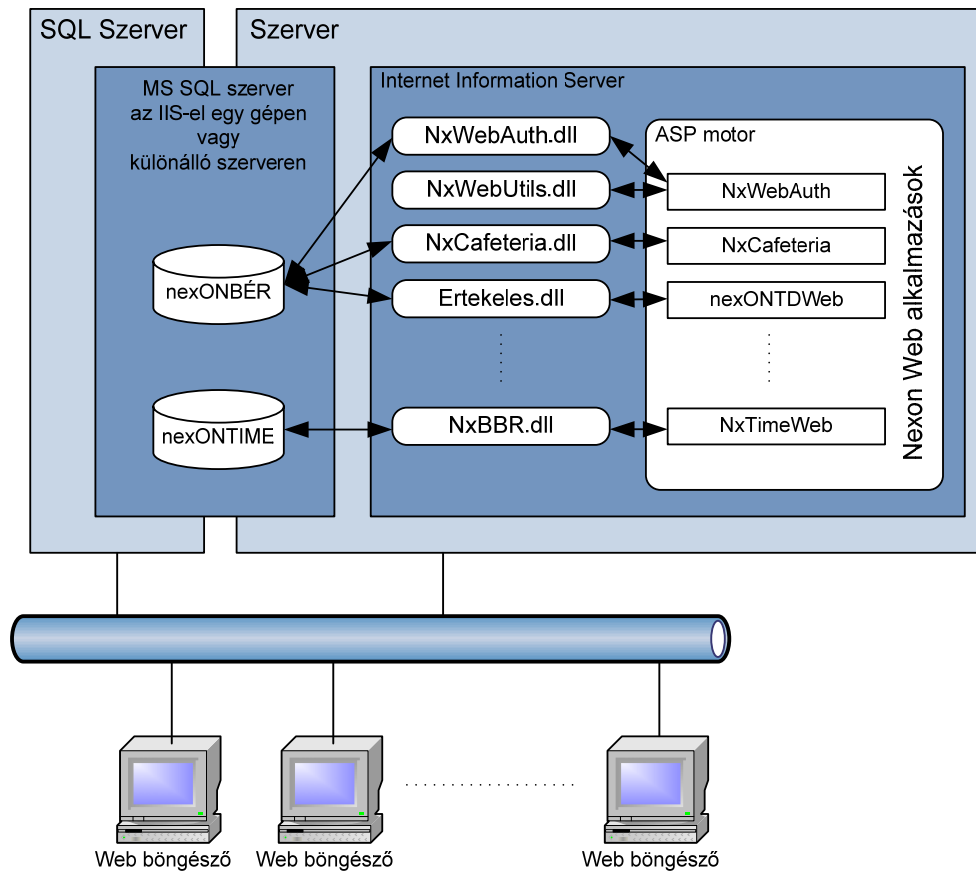 SQL Szerver
Szerver
MS SQL szerver
az IIS-el egy gépen
vagy
különálló szerveren
Internet Information Server
ASP motor
NxWebAuth.dll
NxWebUtils.dll
NxCafeteria.dll
Ertekeles.dll
NxBBR.dll
NxWebAuth
NxCafeteria
nexONTDWeb
NxTimeWeb
Nexon Web alkalmazások
nexONBÉR
nexONTIME
Web böngésző
Web böngésző
Web böngésző